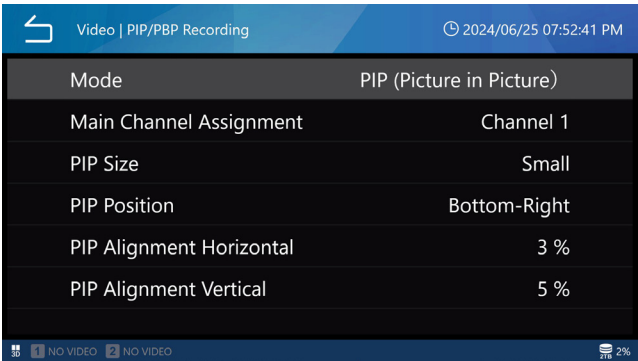 Video | PIP/PBP Recording 2024/06/25 07:52:41 PM
Mode PIP (Picture in Picture）
Main Channel Assignment Channel 1
PIP Size Small
PIP Position Bottom-Right
PIP Alignment Horizontal 3 %
PIP Alignment Vertical 5 %
3D 1 NO VIDEO 2 NO VIDEO 2TB 2%